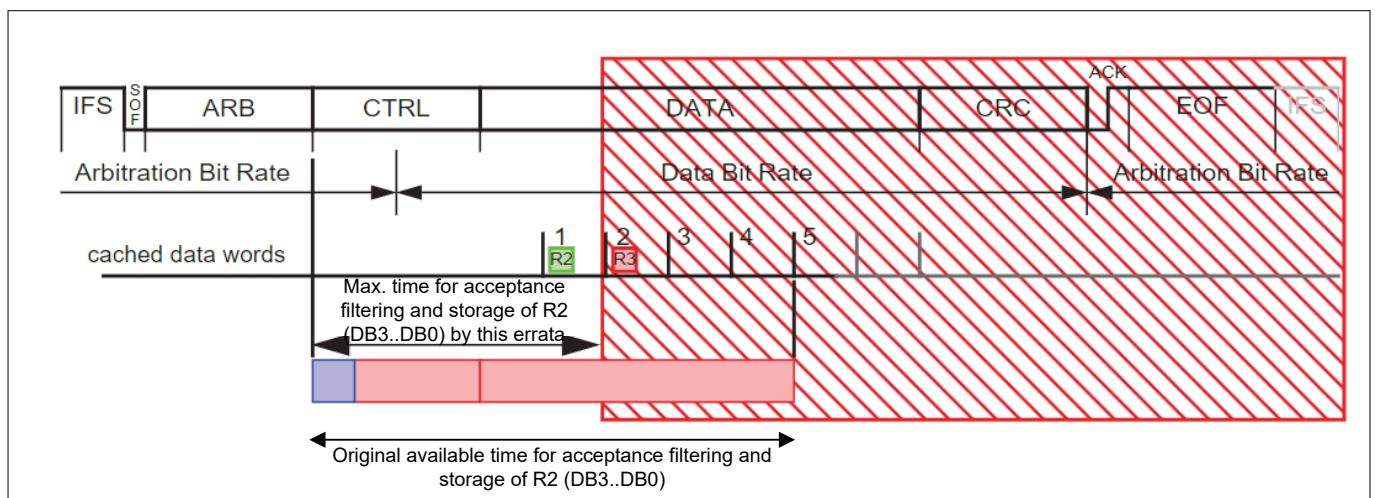 ACK
IFS SOF ARB CTRL DATA CRC EOF IFS
Arbitration Bit Rate Data Bit Rate Arbitration Bit Rate
1 2 3 4 5
cached data words R2 R3
Max. time for acceptance
filtering and storage of R2
(DB3..DB0) by this errata
Original available time for acceptance filtering and
storage of R2 (DB3..DB0)